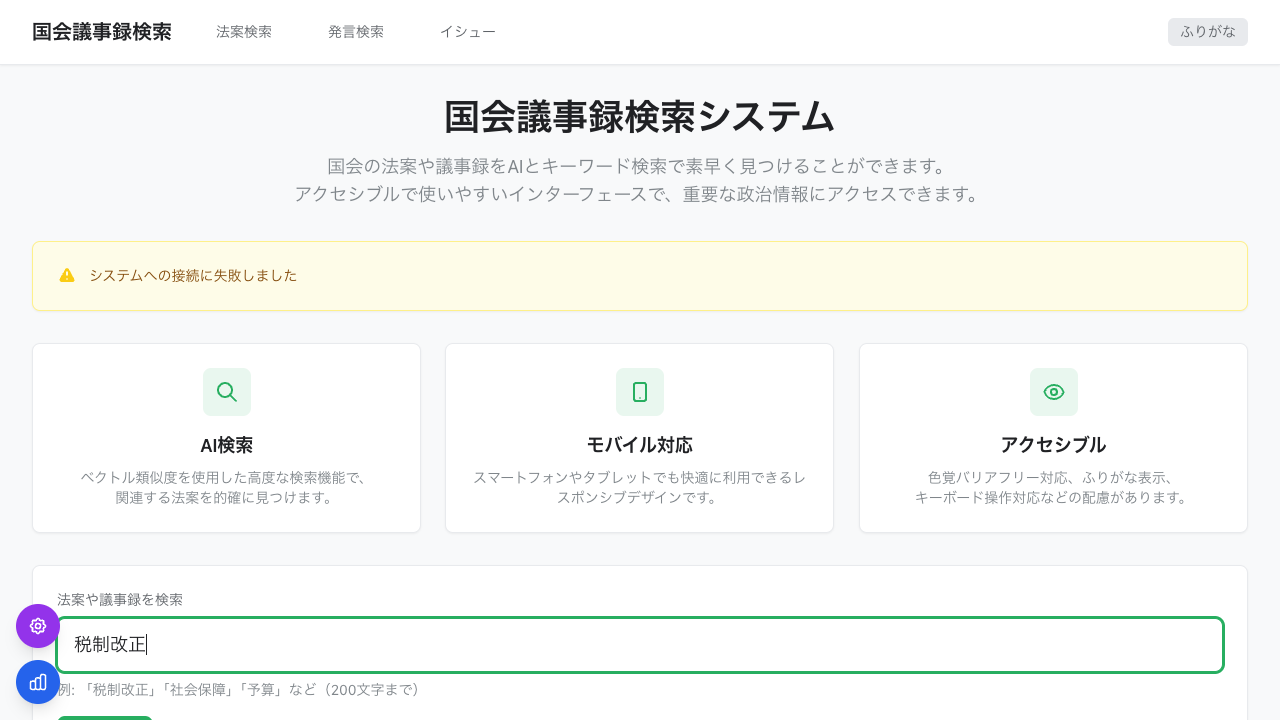 国会議事録検索
法案検索
発言検索
イシュー
ふりがな
国会議事録検索システム
国会の法案や議事録をAIとキーワード検索で素早く見つけることができます。
アクセシブルで使いやすいインターフェースで、重要な政治情報にアクセスできます。
システムへの接続に失敗しました
AI検索
ベクトル類似度を使用した高度な検索機能で、
関連する法案を的確に見つけます。
モバイル対応
スマートフォンやタブレットでも快適に利用できるレ
スポンシブデザインです。
アクセシブル
色覚バリアフリー対応、ふりがな表示、
キーボード操作対応などの配慮があります。
法案や議事録を検索
税制改正
例: 「税制改正」「社会保障」「予算」など（200文字まで）